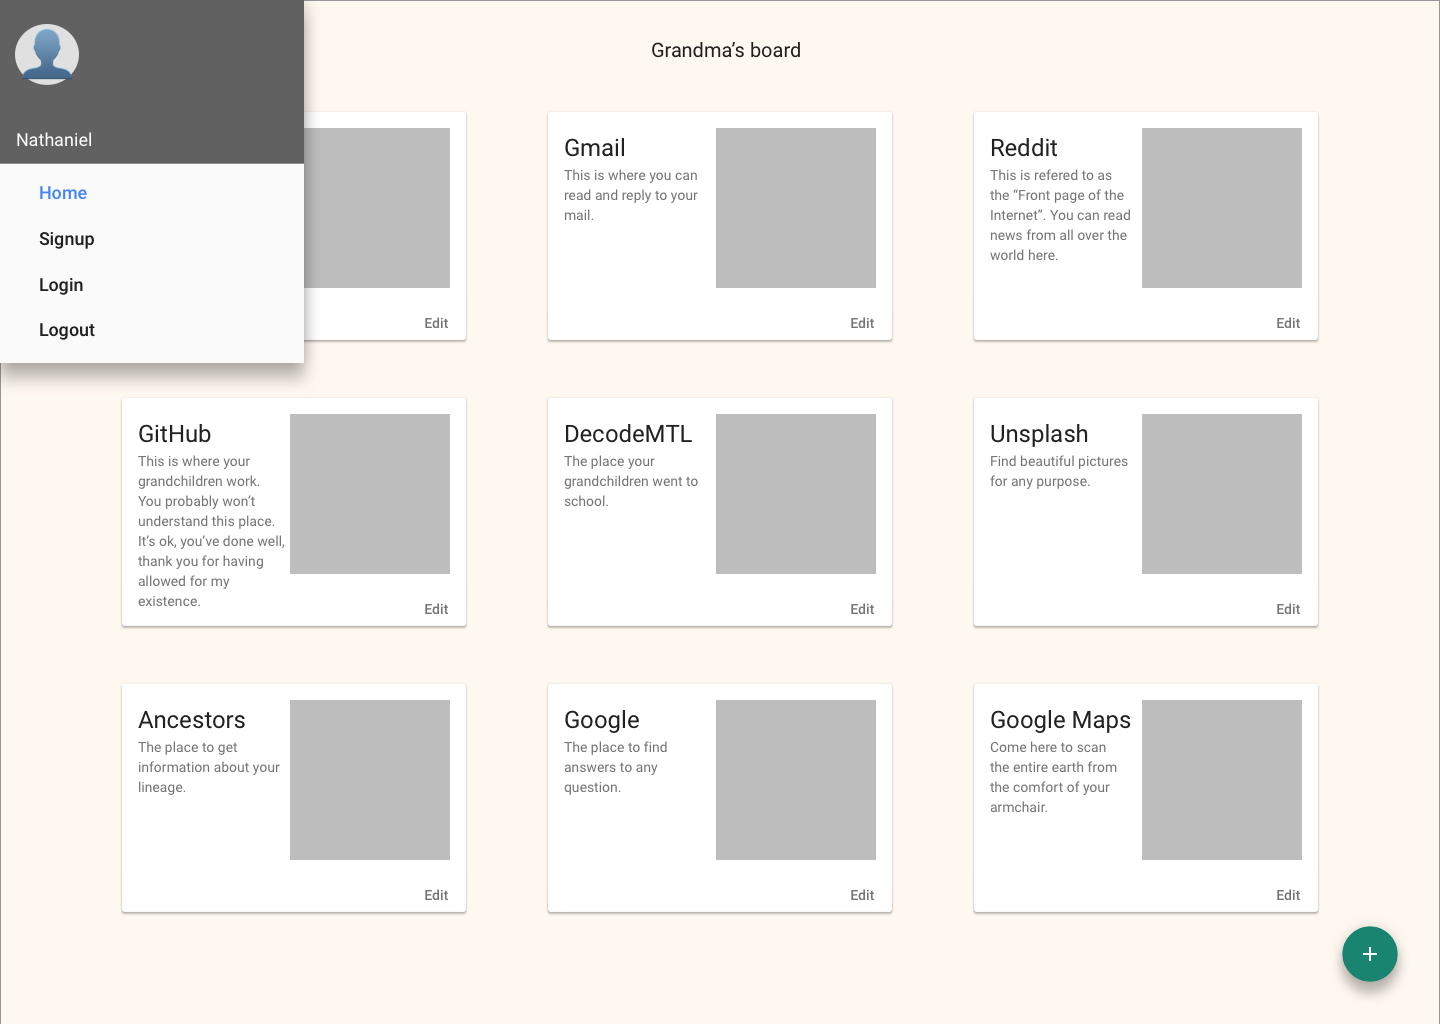 Grandma’s board
Nathaniel
Home
Signup
Login
Logout
Edit
Gmail
This is where you can
read and reply to your
mail.
Edit
Reddit
This is refered to as
the “Front page of the
Internet”. You can read
news from all over the
world here.
Edit
GitHub
This is where your
grandchildren work.
You probably won’t
understand this place.
It’s ok, you’ve done well,
thank you for having
allowed for my
existence.
Edit
DecodeMTL
The place your
grandchildren went to
school.
Edit
Unsplash
Find beautiful pictures
for any purpose.
Edit
Ancestors
The place to get
information about your
lineage.
Edit
Google
The place to find
answers to any
question.
Edit
Google Maps
Come here to scan
the entire earth from
the comfort of your
armchair.
Edit
+